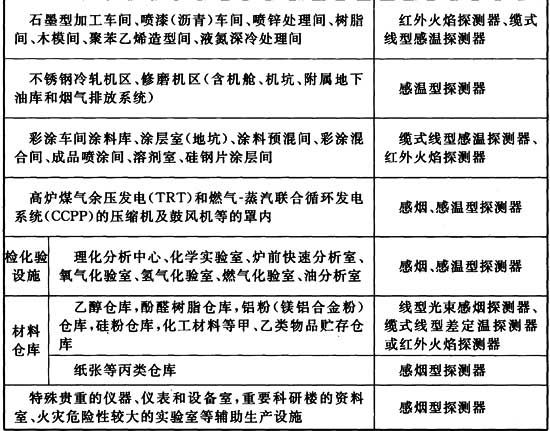 石墨型加工车间、喷漆(沥青)车间、喷锌处理间、树脂
间、木模间、聚苯乙烯造型间、液氮深冷处理间
红外火焰探测器、缆式
线型感温探测器
不锈钢冷轧机区、修磨机区(含机舱、机坑、附属地下
油库和烟气排放系统)
感温型探测器
彩涂车间涂料库、涂层室(地坑)、涂料预混间、彩涂混
合间、成品喷涂间、溶剂室、硅钢片涂层间
缆式线型感温探测器、
红外火焰探测器
高炉煤气余压发电(TRT)和燃气-蒸汽联合循环发电
系统(CCPP)的压缩机及鼓风机等的罩内
感烟、感温型探测器
检化验
设施
理化分析中心、化学实验室、炉前快速分析室、
氧气化验室、氢气化验室、燃气化验室、油分析室
感烟、感温型探测器
材料
仓库
乙醇仓库,酚醛树脂仓库,铝粉(镁铝合金粉)
仓库,硅粉仓库,化工材料等甲、乙类物品贮存仓
库
线型光束感烟探测器、
缆式线型差定温探测器
或红外火焰探测器
纸张等丙类仓库
感烟型探测器
特殊贵重的仪器、仪表和设备室,重要科研楼的资料
室、火灾危险性较大的实验室等辅助生产设施
感烟型探测器